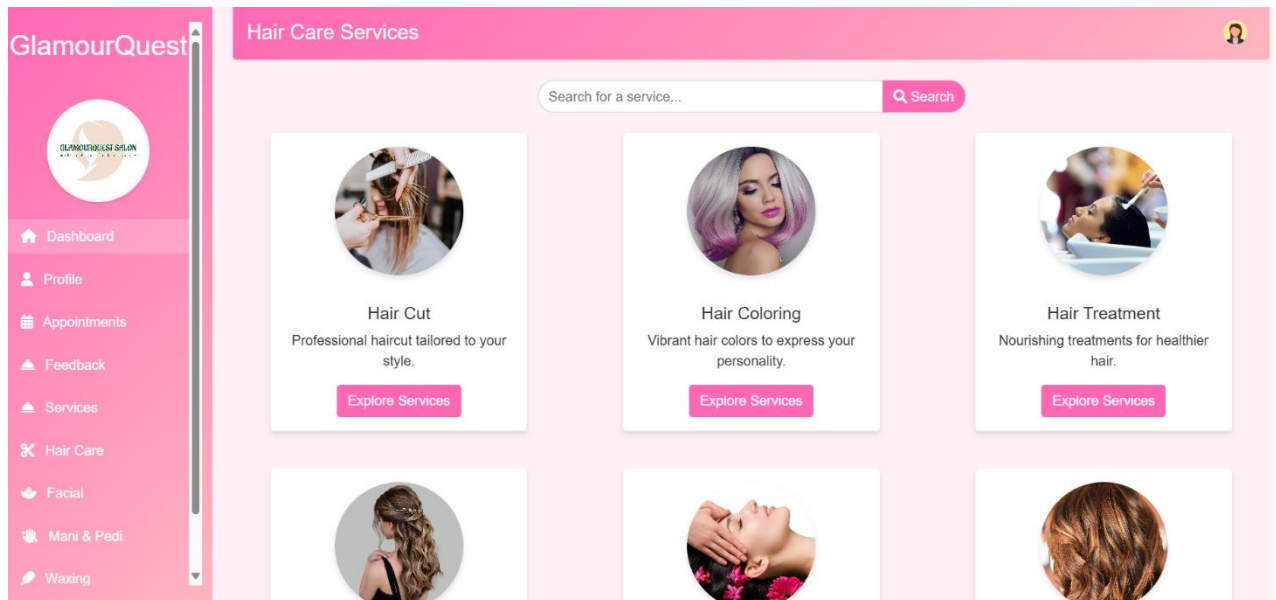 GlamourQuest
GLAMOURQUEST SALON
Dashboard
Profile
Appointments
Feedback
Services
Hair Care
Facial
Mani & Pedi
Waxing
Hair Care Services
Search for a service...
Search
Hair Cut
Professional haircut tailored to your
style.
Explore Services
Hair Coloring
Vibrant hair colors to express your
personality.
Explore Services
Hair Treatment
Nourishing treatments for healthier
hair.
Explore Services